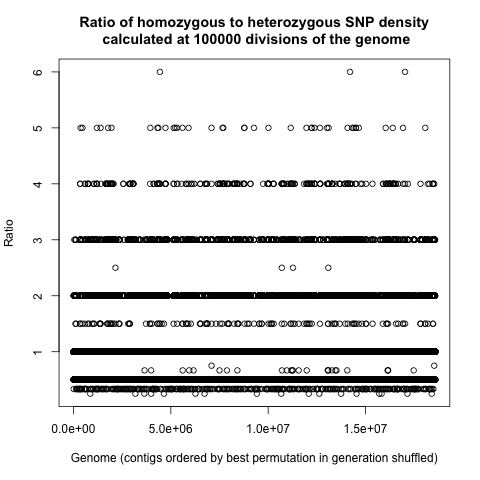 Ratio of homozygous to heterozygous SNP density
calculated at 100000 divisions of the genome
6
5
4
3
2
1
Ratio
0.0e+00 5.0e+06 1.0e+07 1.5e+07
Genome (contigs ordered by best permutation in generation shuffled)